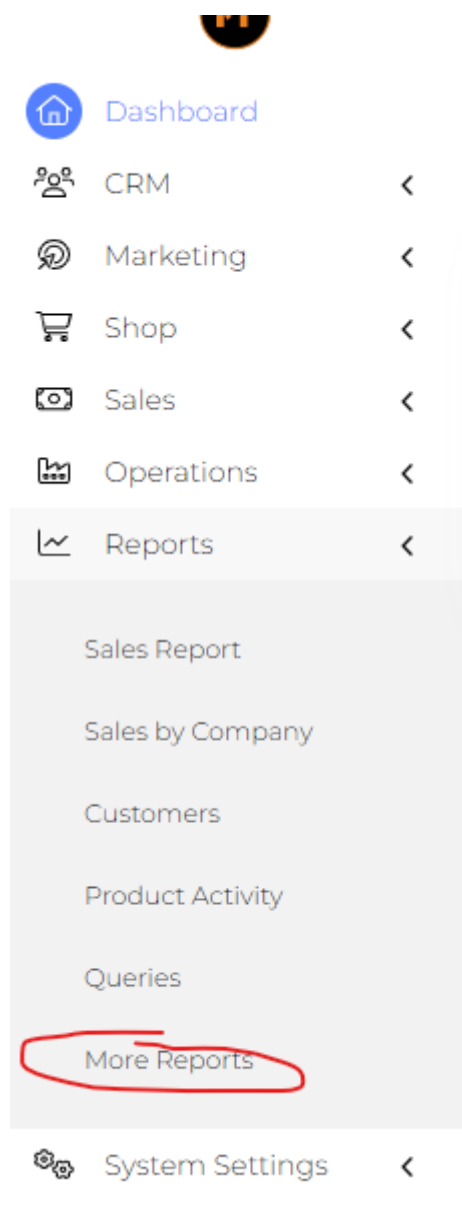 Dashboard
CRM
Marketing
Shop
Sales
Operations
Reports
Sales Report
Sales by Company
Customers
Product Activity
Queries
More Reports
System Settings